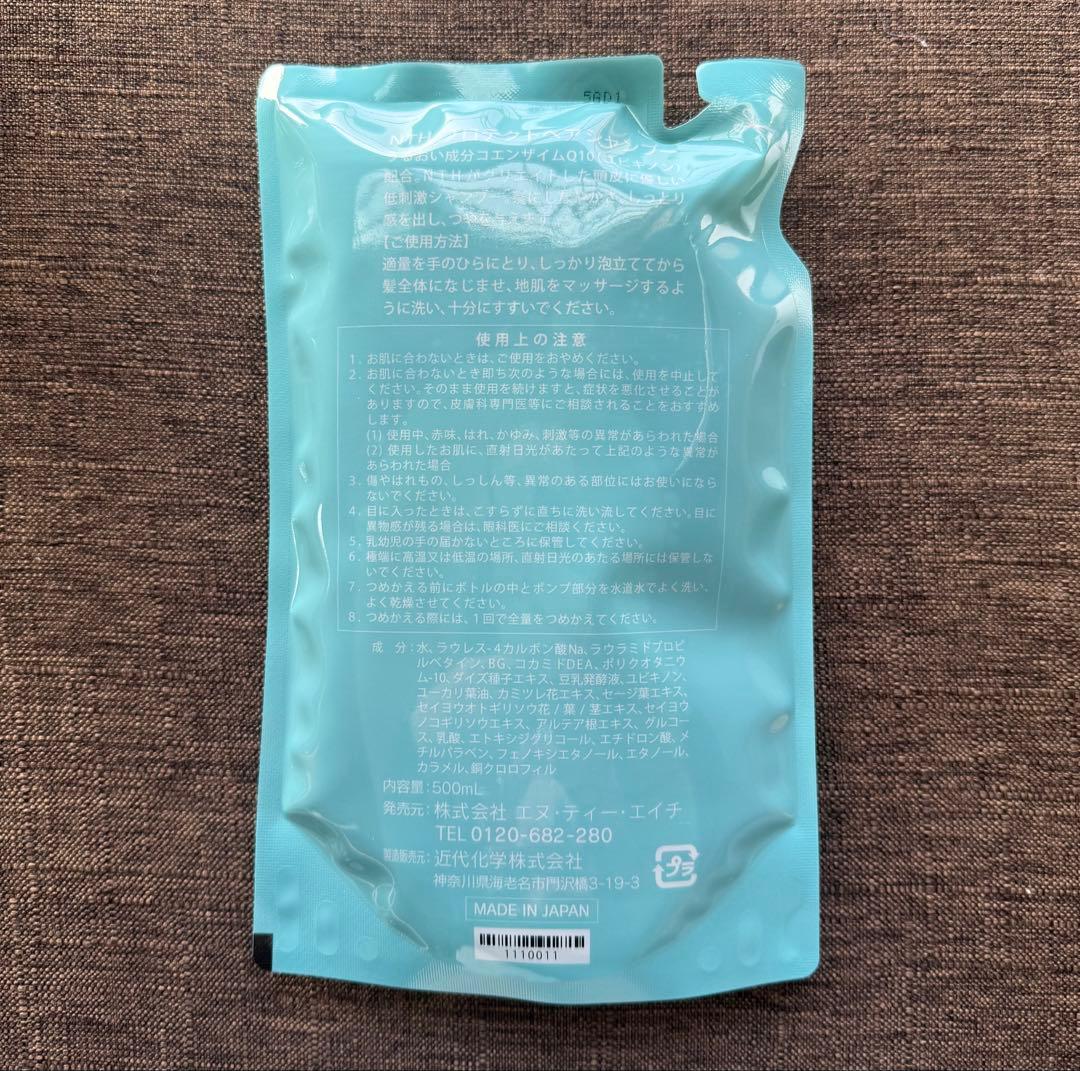 5GD1
NTH プロテクトヘアシャンプー
うるおい成分コエンザイムQ10(ユビキノン)
配合。NTHがクリエイトした頭皮に優しい
低刺激シャンプー。髪にしなやかさ、しっとり
感を出し、つやを与えます。
【ご使用方法】
適量を手のひらにとり、しっかり泡立ててから
髪全体になじませ、地肌をマッサージするよ
うに洗い、十分にすすいでください。
使用上の注意
1. お肌に合わないときは、ご使用をおやめください。
2. お肌に合わないとき即ち次のような場合には、使用を中止して
ください。そのまま使用を続けますと、症状を悪化させることが
ありますので、皮膚科専門医等にご相談されることをおすすめ
します。
(1) 使用中、赤味、はれ、かゆみ、刺激等の異常があらわれた場合
(2) 使用したお肌に、直射日光があたって上記のような異常が
あらわれた場合
3. 傷やはれもの、しっしん等、異常のある部位にはお使いになら
ないでください。
4. 目に入ったときは、こすらずに直ちに洗い流してください。目に
異物感が残る場合は、眼科医にご相談ください。
5. 乳幼児の手の届かないところに保管してください。
6. 極端に高温又は低温の場所、直射日光のあたる場所には保管しな
いでください。
7. つめかえる前にボトルの中とポンプ部分を水道水でよく洗い、
よく乾燥させてください。
8. つめかえる際には、1回で全量をつめかえてください。
成 分:水、ラウレス-4カルボン酸Na、ラウラミドプロピ
ルベタイン、BG、コカミドDEA、ポリクオタニウ
ム-10、ダイズ種子エキス、豆乳発酵液、ユビキノン、
ユーカリ葉油、カミツレ花エキス、セージ葉エキス、
セイヨウオトギリソウ花/葉/茎エキス、セイヨウ
ノコギリソウエキス、アルテア根エキス、グルコー
ス、乳酸、エトキシジグリコール、エチドロン酸、メ
チルパラベン、フェノキシエタノール、エタノール、
カラメル、銅クロロフィル
内容量:500mL
発売元:株式会社 エヌ・ティー・エイチ
TEL 0120-682-280
製造販売元:近代化学株式会社
神奈川県海老名市門沢橋3-19-3
プラ
MADE IN JAPAN
1110011